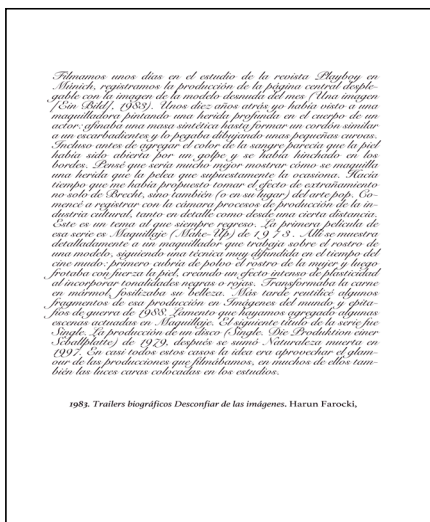 Filmamos unos días en el estudio de la revista Playboy en
Múnich, registramos la producción de la página central desple-
gable con la imagen de la modelo desnuda del mes (Una imagen
[Ein Bild], 1983). Unos diez años atrás yo había visto a una
maquilladora pintando una herida profunda en el cuerpo de un
actor: afinaba una masa sintética hasta formar un cordón similar
a un escarbadientes y lo pegaba dibujando unas pequeñas curvas.
Incluso antes de agregar el color de la sangre parecía que la piel
había sido abierta por un golpe y se había hinchado en los
bordes. Pensé que sería mucho mejor mostrar cómo se maquilla
una herida que la pelea que supuestamente la ocasiona. Hacía
tiempo que me había propuesto tomar el efecto de extrañamiento
no solo de Brecht, sino también (o en su lugar) del arte pop. Co-
mencé a registrar con la cámara procesos de producción de la in-
dustria cultural, tanto en detalle como desde una cierta distancia.
Este es un tema al que siempre regreso. La primera película de
esa serie es Maquillaje (Make-Up) de 1973. Allí se muestra
detalladamente a un maquillador que trabaja sobre el rostro de
una modelo, siguiendo una técnica muy difundida en el tiempo del
cine mudo: primero cubría de polvo el rostro de la mujer y luego
frotaba con fuerza la piel, creando un efecto intenso de plasticidad
al incorporar tonalidades negras o rojas. Transformaba la carne
en mármol, fosilizaba su belleza. Más tarde reutilicé algunos
fragmentos de esa producción en Imágenes del mundo y epita-
fios de guerra de 1988. Lamento que hayamos agregado algunas
escenas actuadas en Maquillaje. El siguiente título de la serie fue
Single. La producción de un disco (Single. Die Produktion einer
Schallplatte) de 1979, después se sumó Naturaleza muerta en
1997. En casi todos estos casos la idea era aprovechar el glam-
our de las producciones que filmábamos, en muchos de ellos tam-
bién las luces caras colocadas en los estudios.
1983. Trailers biográficos Desconfiar de las imágenes. Harun Farocki,